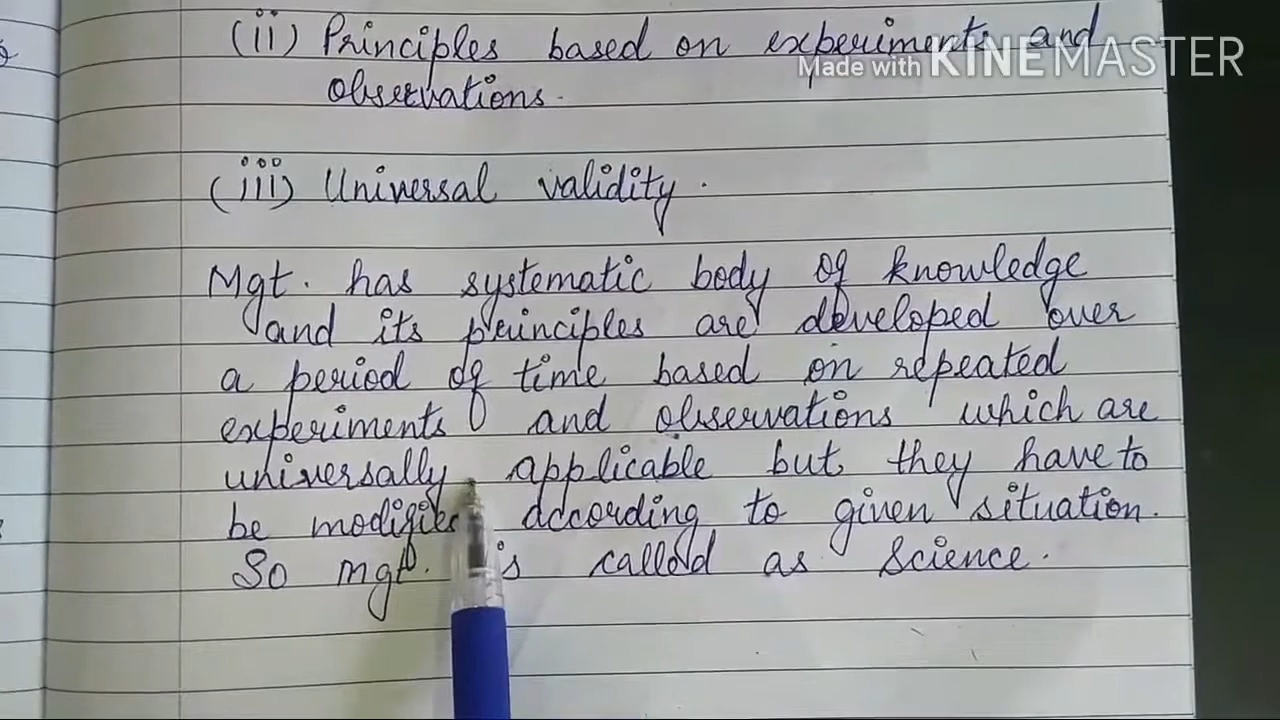 (ii) Principles based on experiments and
Made with KINEMASTER
observations.
(iii) Universal validity.
Mgt. has systematic body of knowledge
and its principles are developed over
a period of time based on repeated
experiments and observations which are
universally applicable but they have to
be modified according to given situation.
So mgt. is called as Science.